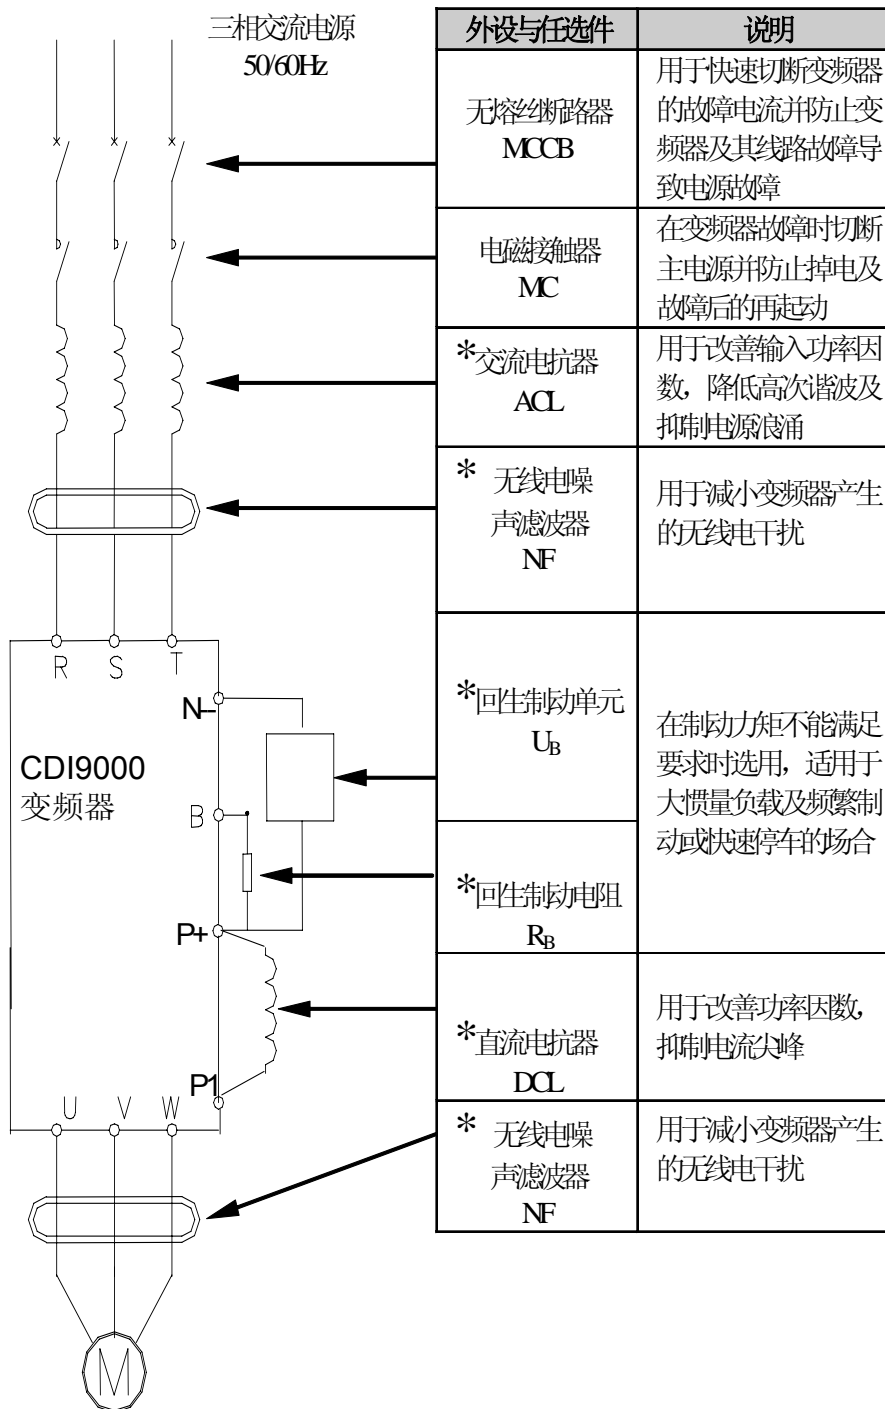 三相交流电源
50/60Hz
外设与任选件 说明
无熔丝断路器
MCCB
用于快速切断变频器
的故障电流并防止变
频器及其线路故障导
致电源故障
电磁接触器
MC
在变频器故障时切断
主电源并防止掉电及
故障后的再起动
*交流电抗器
ACL
用于改善输入功率因
数，降低高次谐波及
抑制电源浪涌
* 无线电噪
声滤波器
NF
用于减小变频器产生
的无线电干扰
R S T
N-
CDI9000
变频器
B
P+
P1
U V W
*回生制动单元
UB
*回生制动电阻
RB
在制动力矩不能满足
要求时选用，适用于
大惯量负载及频繁制
动或快速停车的场合
*直流电抗器
DCL
用于改善功率因数，
抑制电流尖峰
* 无线电噪
声滤波器
NF
用于减小变频器产生
的无线电干扰
M